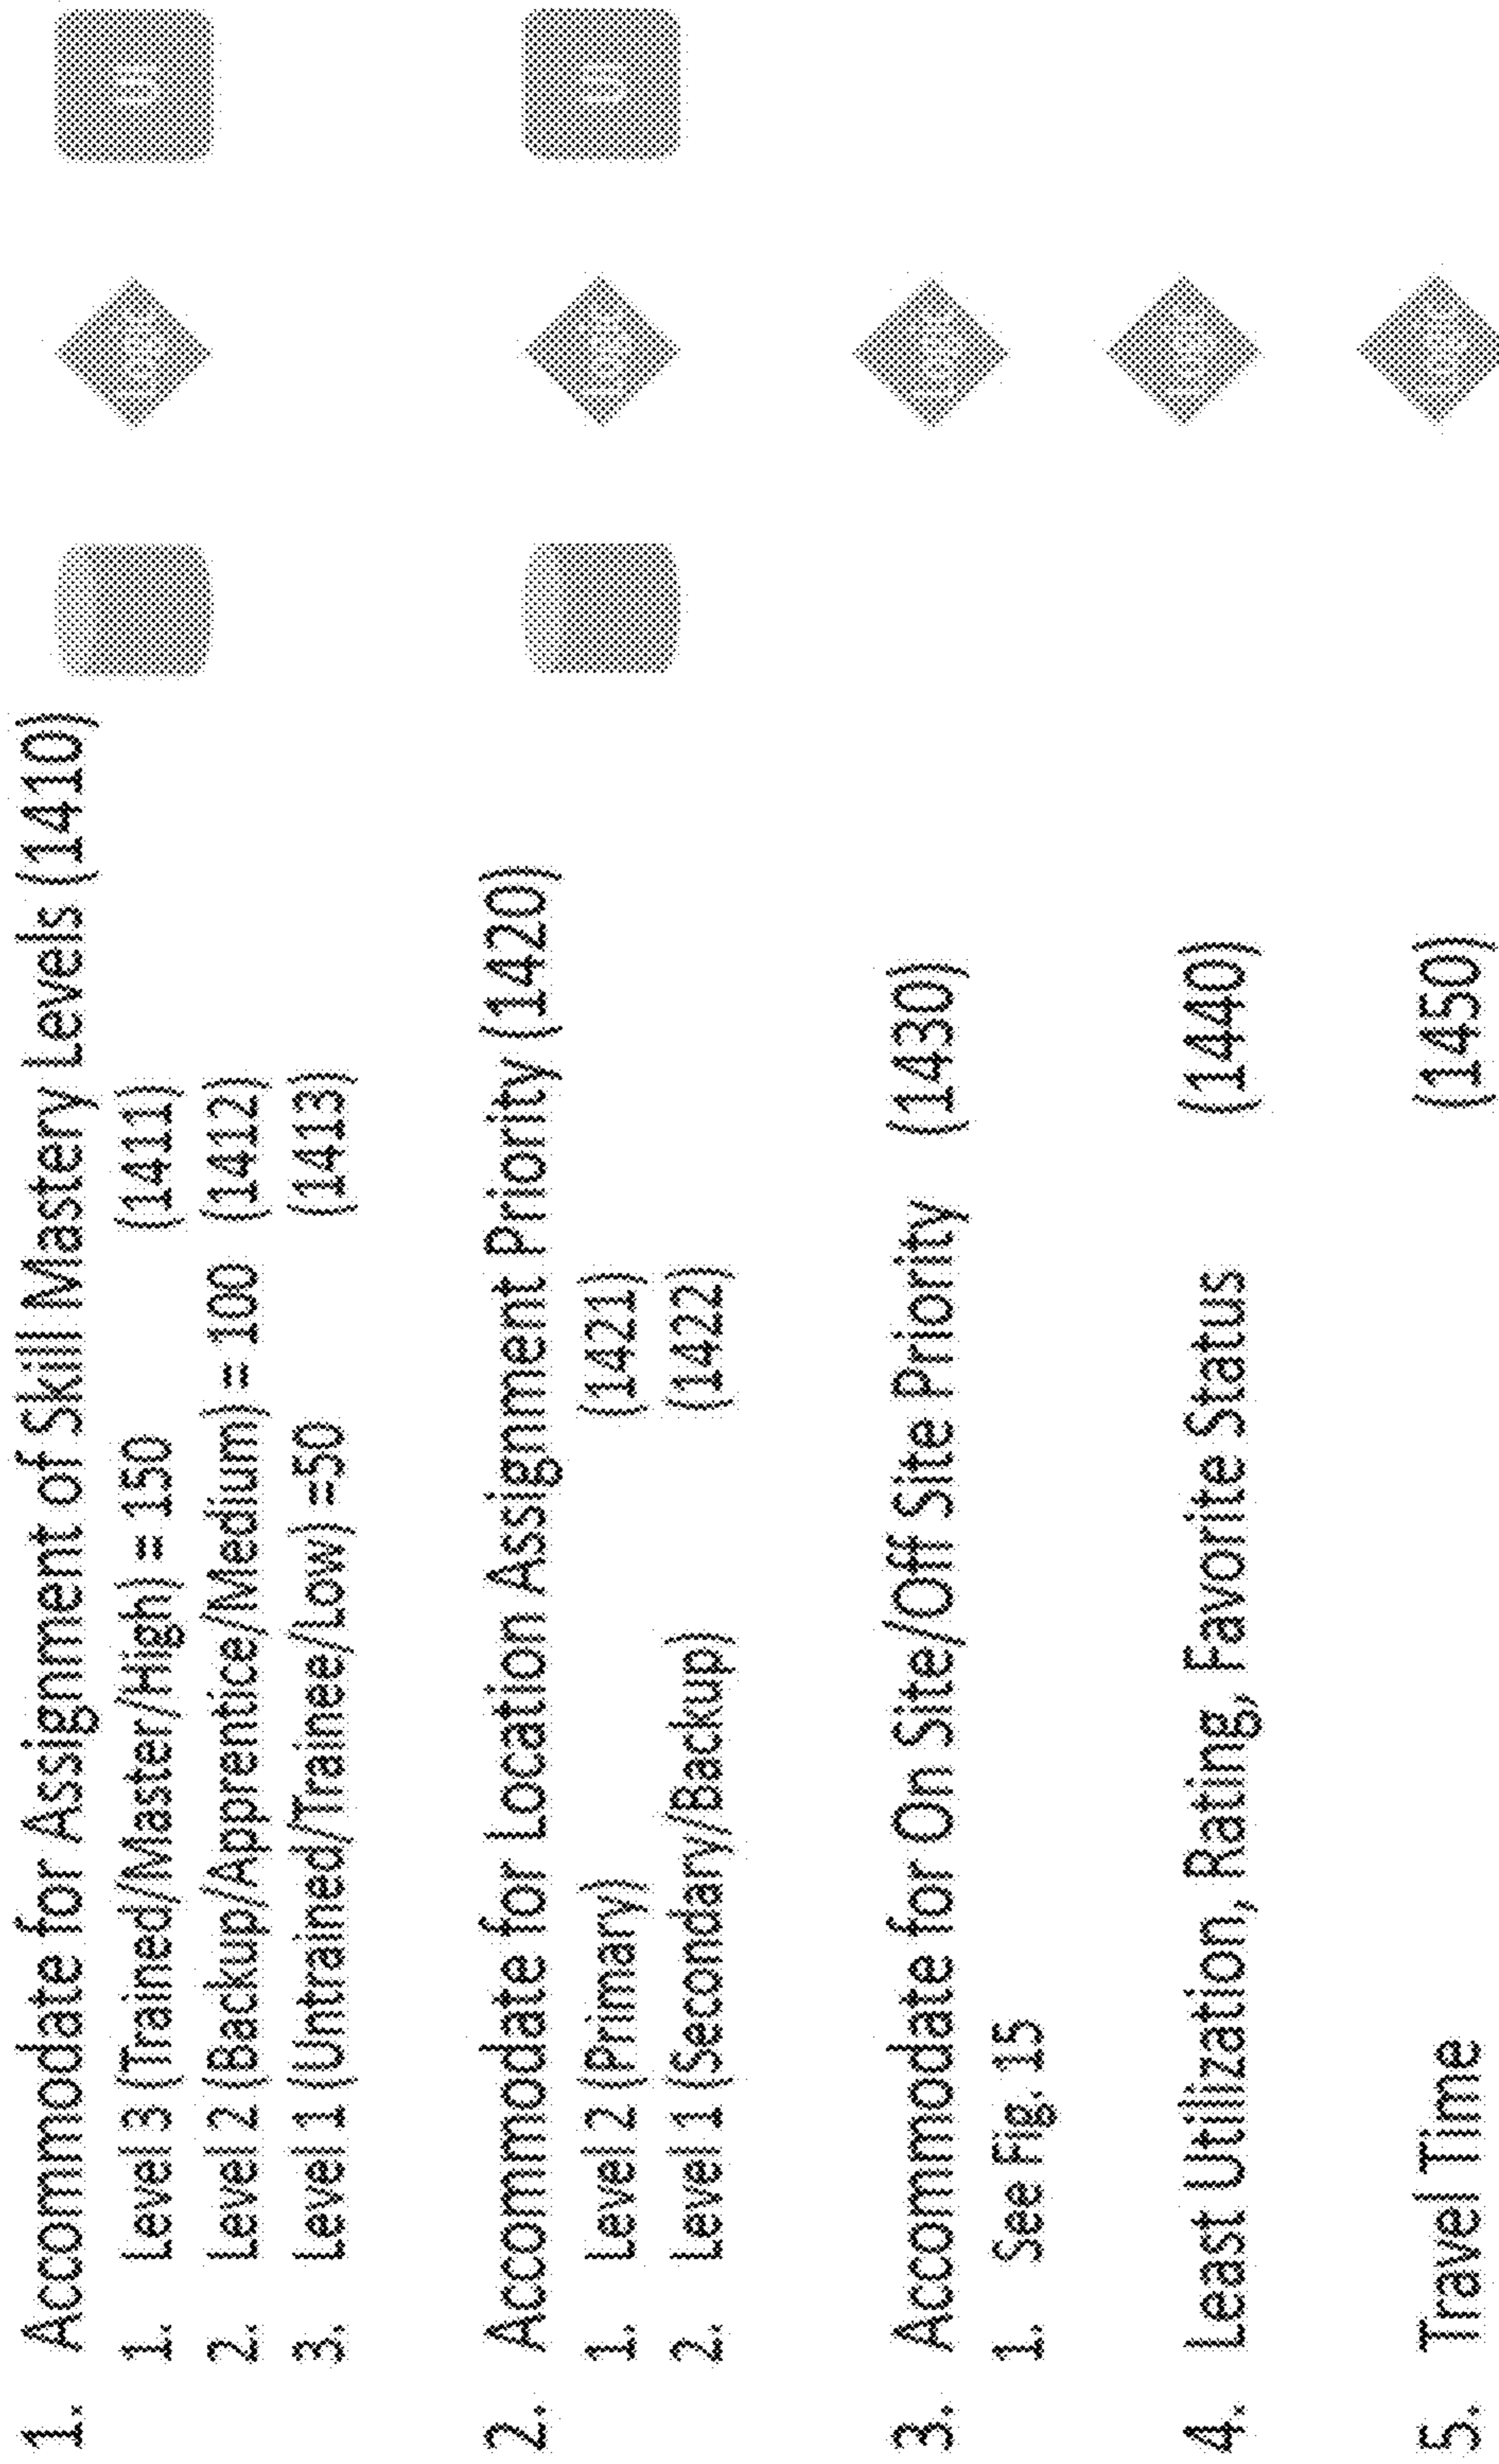 1. Accommodate for Assignment of Skill Mastery Levels (1410)
1. Level 3 (Trained/Master/High) = 150 (1411)
2. Level 2 (Backup/Apprentice/Medium) = 100 (1412)
3. Level 1 (Untrained/Trainee/Low) =50 (1413)
2. Accommodate for Location Assignment Priority (1420)
1. Level 2 (Primary) (1421)
2. Level 1 (Secondary/Backup) (1422)
3. Accommodate for On Site/Off Site Priority (1430)
1. See Fig. 15
4. Least Utilization, Rating, Favorite Status (1440)
5. Travel Time (1450)